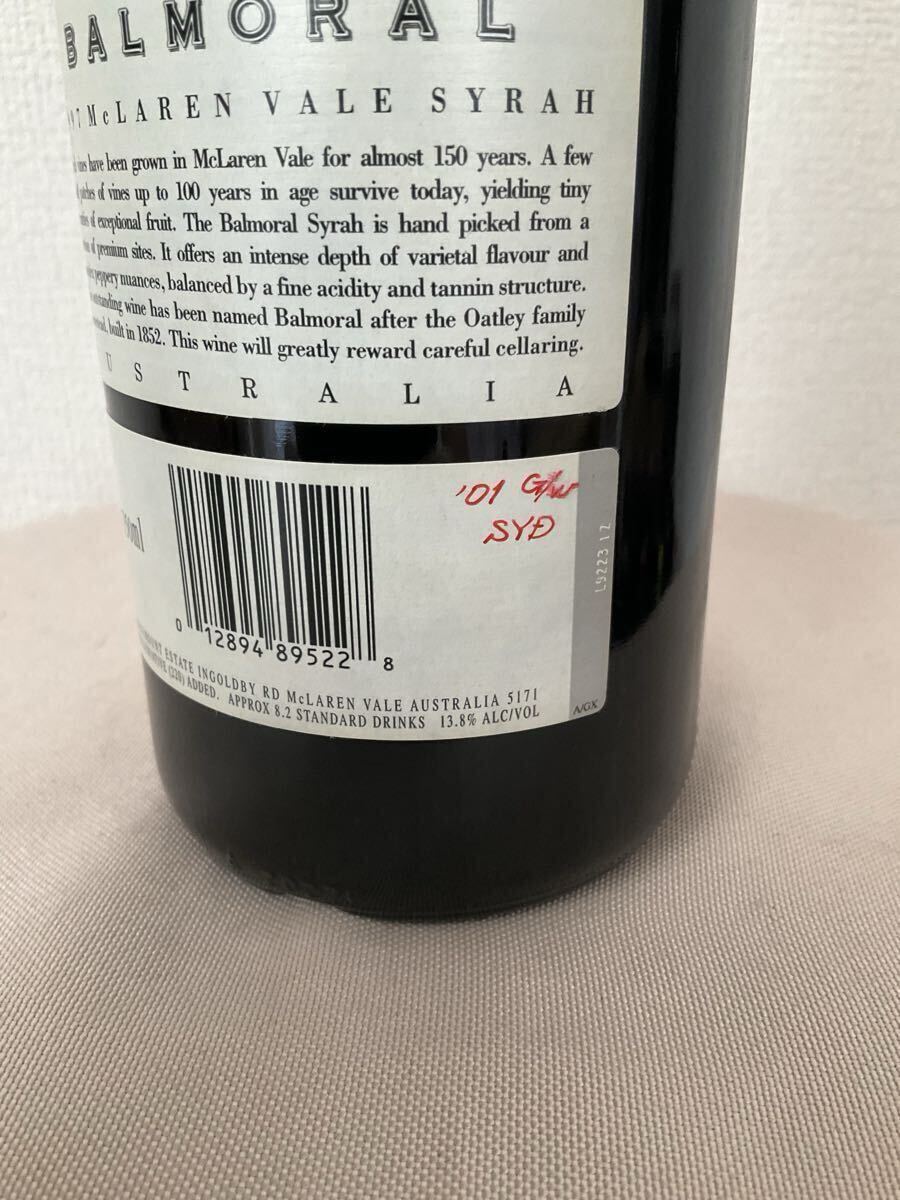 BALMORAL
97 McLAREN VALE SYRAH
have been grown in McLaren Vale for almost 150 years. A few
of vines up to 100 years in age survive today, yielding tiny
of exceptional fruit. The Balmoral Syrah is hand picked from a
of premium sites. It offers an intense depth of varietal flavour and
peppery nuances, balanced by a fine acidity and tannin structure.
wine has been named Balmoral after the Oatley family
built in 1852. This wine will greatly reward careful cellaring.
USTRALIA
'01 G/W
SYD
L9223 12
50ml
0 12894 89522 8
ESTATE INGOLDBY RD McLAREN VALE AUSTRALIA 5171
(220) ADDED. APPROX 8.2 STANDARD DRINKS 13.8% ALC/VOL
A/GX